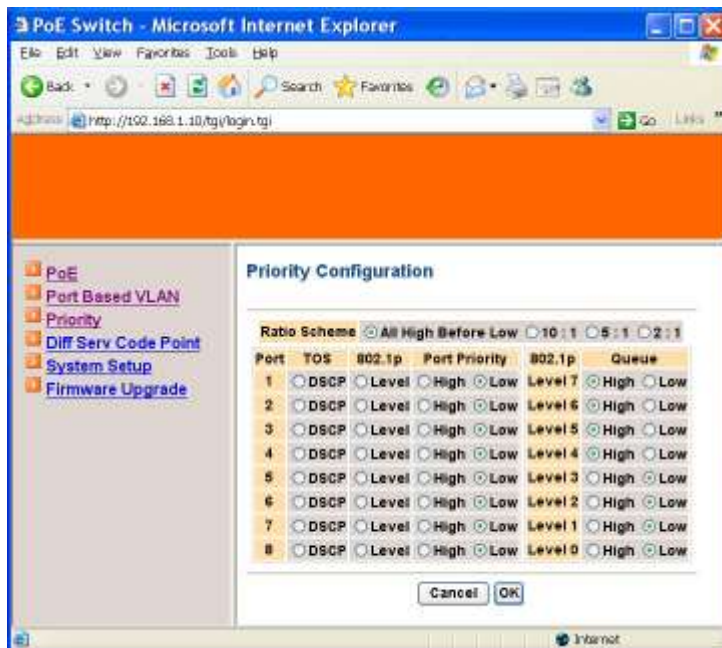 PoE Switch - Microsoft Internet Explorer
File Edit View Favorites Tools Help
Back Search Favorites
Address http://192.168.1.10/tgi/login.tgi Go Links »
PoE
Port Based VLAN
Priority
Diff Serv Code Point
System Setup
Firmware Upgrade
Priority Configuration
Ratio Scheme All High Before Low 10 : 1 5 : 1 2 : 1
Port TOS 802.1p Port Priority 802.1p Queue
1 DSCP Level High Low Level 7 High Low
2 DSCP Level High Low Level 6 High Low
3 DSCP Level High Low Level 5 High Low
4 DSCP Level High Low Level 4 High Low
5 DSCP Level High Low Level 3 High Low
6 DSCP Level High Low Level 2 High Low
7 DSCP Level High Low Level 1 High Low
8 DSCP Level High Low Level 0 High Low
Cancel OK
Internet